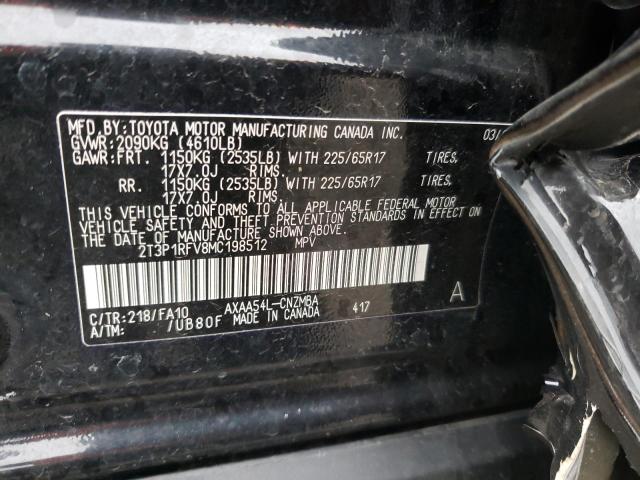 MFD.BY:TOYOTA MOTOR MANUFACTURING CANADA INC. 03/
GVWR:2090KG (4610LB)
GAWR:FRT. 1150KG (2535LB) WITH 225/65R17 TIRES,
17X7.0J RIMS.
RR. 1150KG (2535LB) WITH 225/65R17 TIRES,
17X7.0J RIMS.
THIS VEHICLE CONFORMS TO ALL APPLICABLE FEDERAL MOTOR
VEHICLE SAFETY AND THEFT PREVENTION STANDARDS IN EFFECT
ON THE DATE OF MANUFACTURE SHOWN ABOVE.
2T3P1RFV8MC198512 MPV
C/TR:218/FA10 AXAA54L-CNZMBA 417 A
A/TM: /UB80F MADE IN CANADA